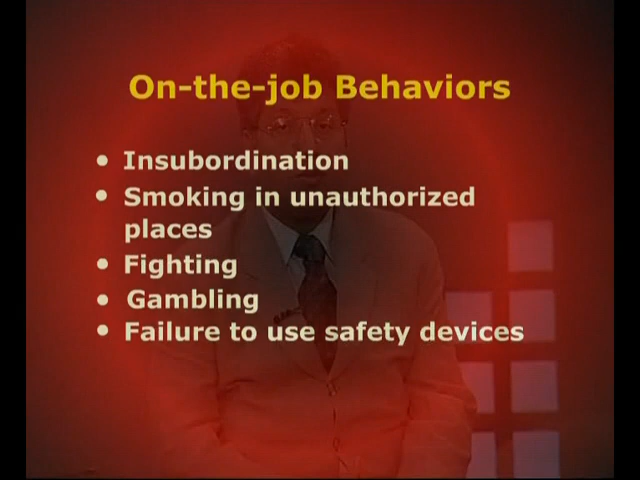 On-the-job Behaviors
• Insubordination
• Smoking in unauthorized
places
• Fighting
• Gambling
• Failure to use safety devices